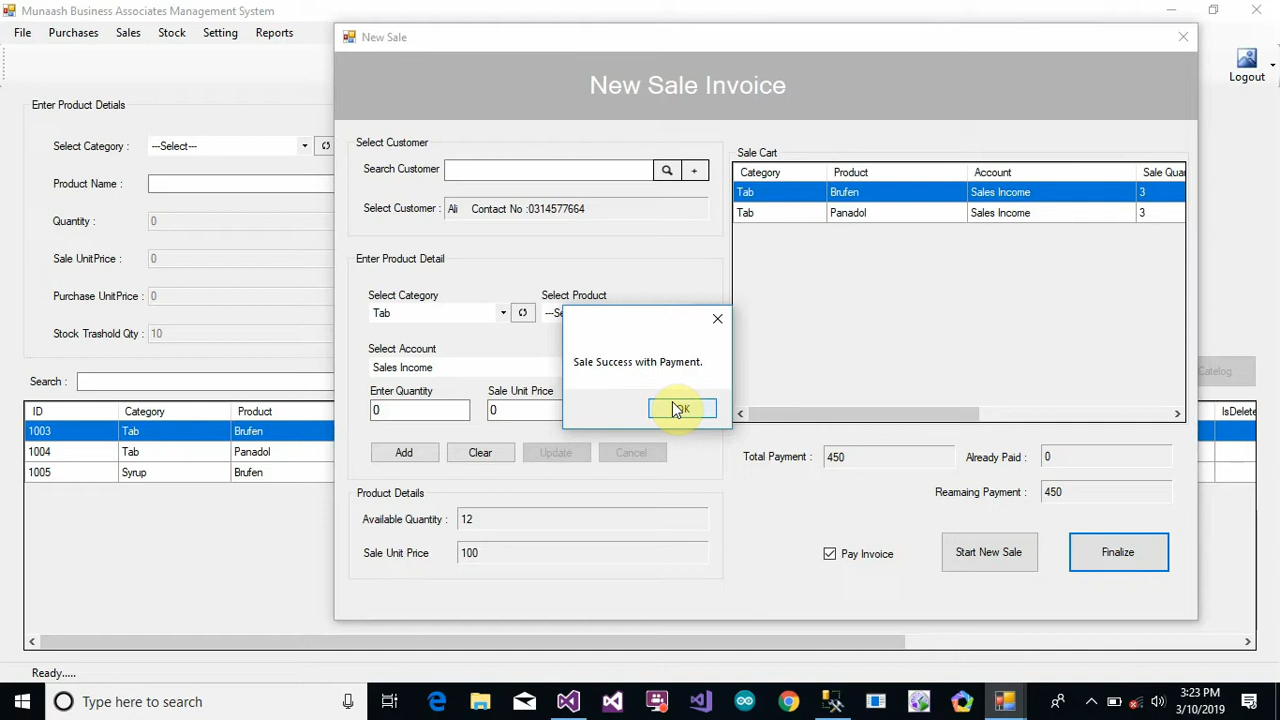 Munaash Business Associates Management System
File Purchases Sales Stock Setting Reports
Logout
Enter Product Details
Select Category : ---Select---
Product Name :
Quantity : 0
Sale UnitPrice : 0
Purchase UnitPrice : 0
Stock Trashold Qty : 10
Search :
ID Category Product IsDelete
1003 Tab Brufen
1004 Tab Panadol
1005 Syrup Brufen
Ready.....
New Sale
New Sale Invoice
Select Customer
Search Customer +
Select Customer : Ali Contact No :0314577664
Enter Product Detail
Select Category Select Product
Tab
Select Account
Sales Income
Enter Quantity Sale Unit Price
0 0
Add Clear Update Cancel
Product Details
Available Quantity : 12
Sale Unit Price 100
Sale Cart
Category Product Account Sale Qua
Tab Brufen Sales Income 3
Tab Panadol Sales Income 3
Total Payment : 450 Already Paid : 0
Reamaing Payment : 450
Pay Invoice Start New Sale Finalize
Sale Success with Payment.
OK
Type here to search
3:23 PM
3/10/2019